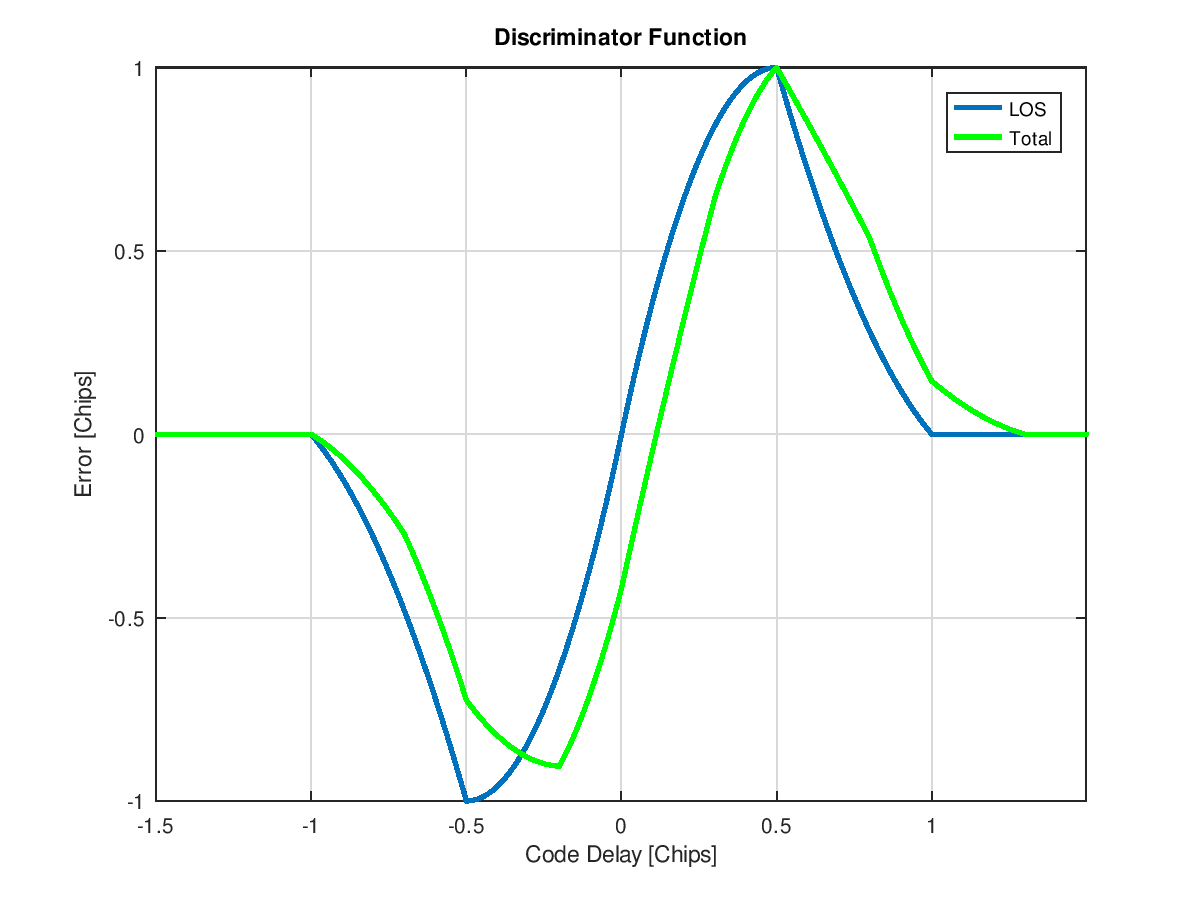 Discriminator Function
LOS
Total
1
0.5
0
-0.5
-1
Error [Chips]
-1.5
-1
-0.5
0
0.5
1
Code Delay [Chips]